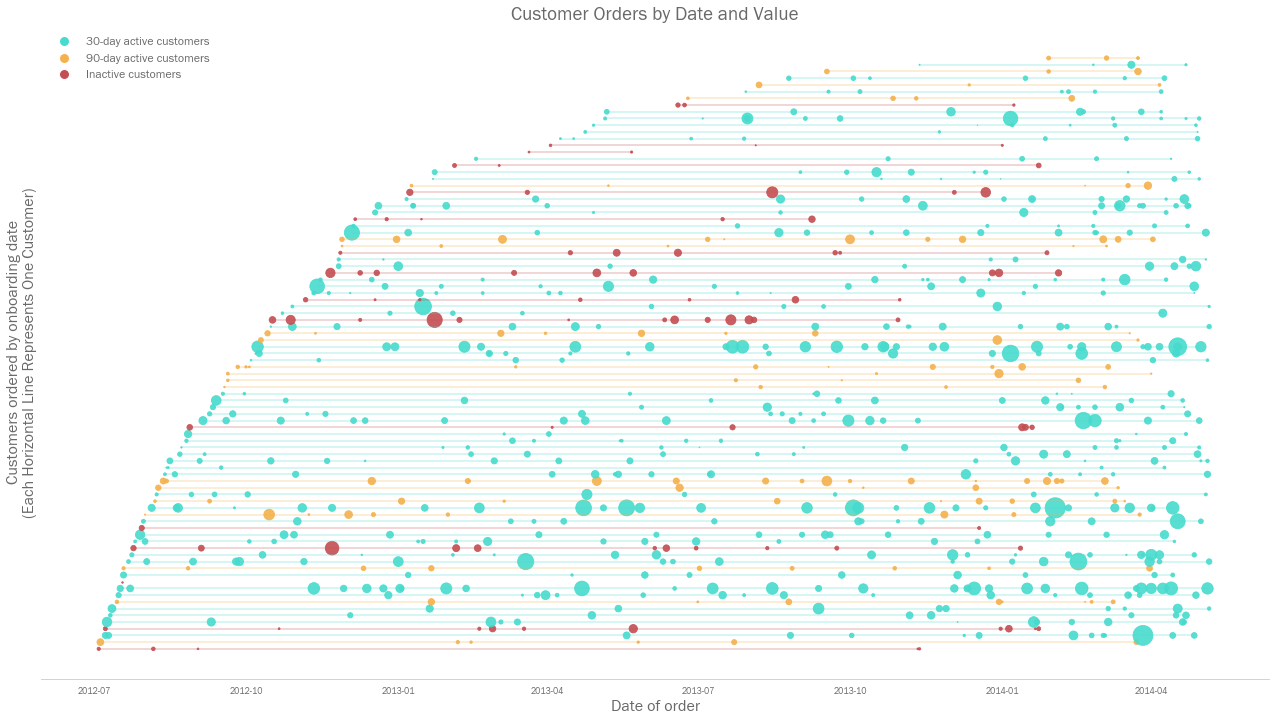 Customer Orders by Date and Value
30-day active customers
90-day active customers
Inactive customers
Customers ordered by onboarding date
(Each Horizontal Line Represents One Customer)
2012-07
2012-10
2013-01
2013-04
2013-07
2013-10
2014-01
2014-04
Date of order